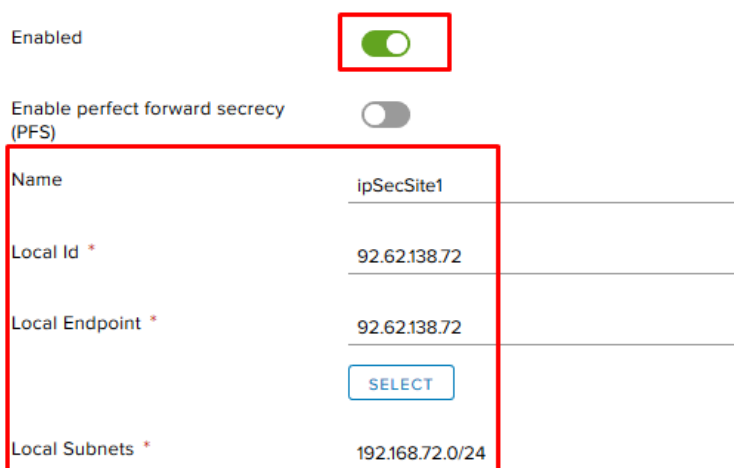 Enabled
Enable perfect forward secrecy
(PFS)
Name
ipSecSite1
Local Id *
92.62.138.72
Local Endpoint *
92.62.138.72
SELECT
Local Subnets *
192.168.72.0/24